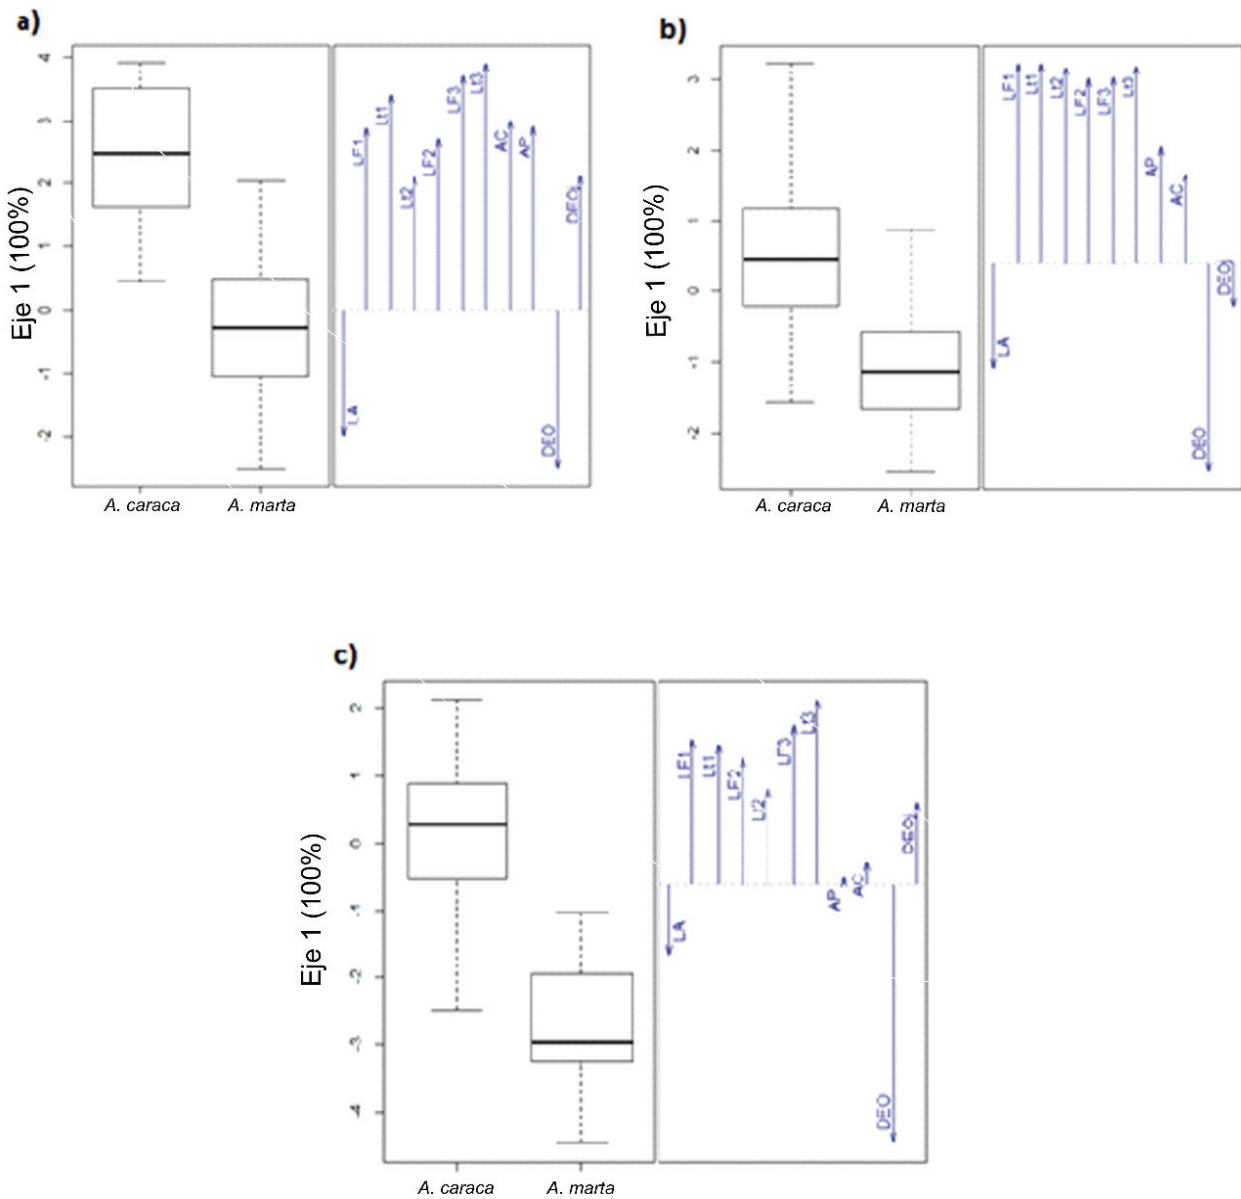 a)
Eje 1 (100%)
4
3
2
1
0
-1
-2
A. caraca
A. marta
LA
LF1
Lt1
Lt2
LF2
LF3
Lt3
AC
AP
DEO
DEOj
b)
Eje 1 (100%)
3
2
1
0
-1
-2
A. caraca
A. marta
LA
LF1
Lt1
Lt2
LF2
LF3
Lt3
AP
AC
DEO
c)
Eje 1 (100%)
2
1
0
-1
-2
-3
-4
A. caraca
A. marta
LA
LF1
Lt1
LF2
Lt2
LF3
Lt3
AP
AC
DEO